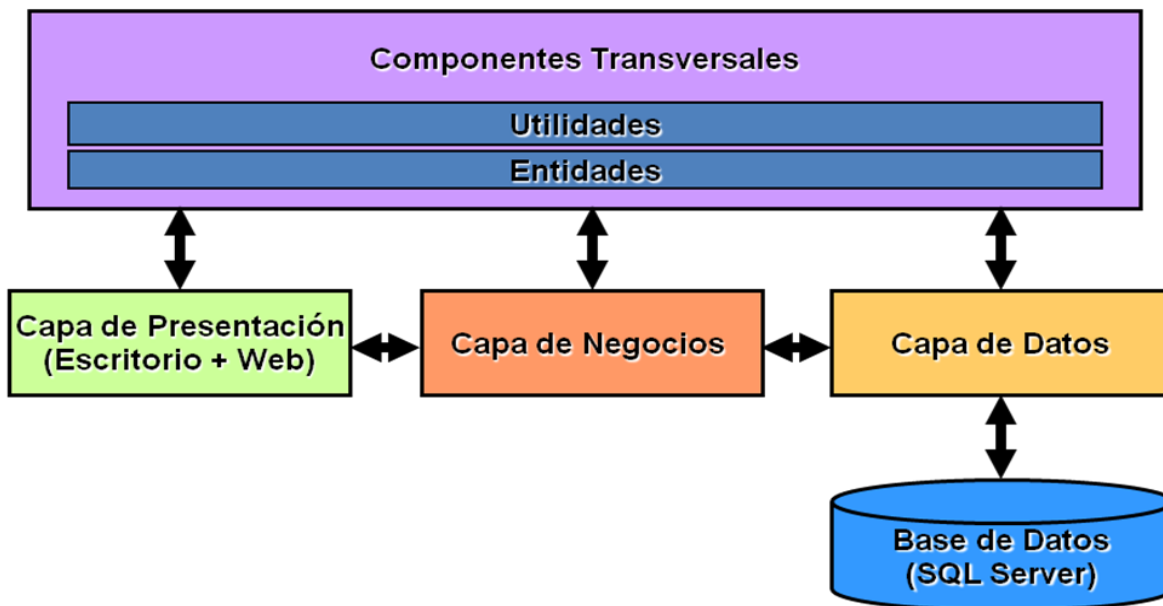 Componentes Transversales
Utilidades
Entidades
Capa de Presentación
(Escritorio + Web)
Capa de Negocios
Capa de Datos
Base de Datos
(SQL Server)